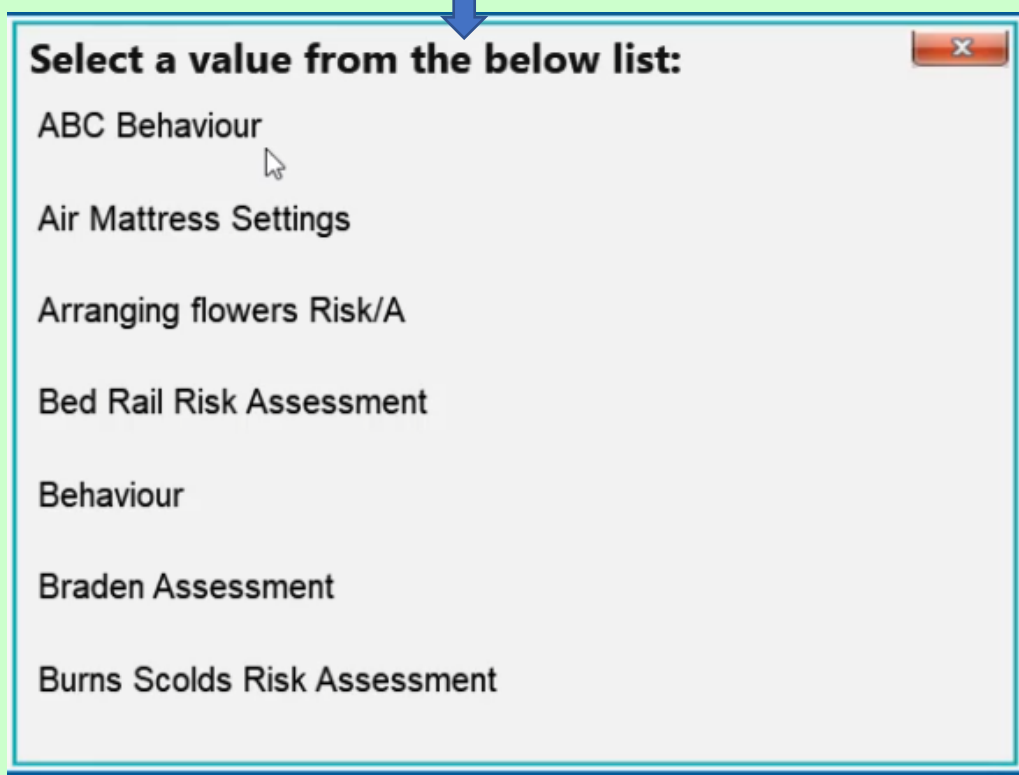 Select a value from the below list:
ABC Behaviour
Air Mattress Settings
Arranging flowers Risk/A
Bed Rail Risk Assessment
Behaviour
Braden Assessment
Burns Scolds Risk Assessment